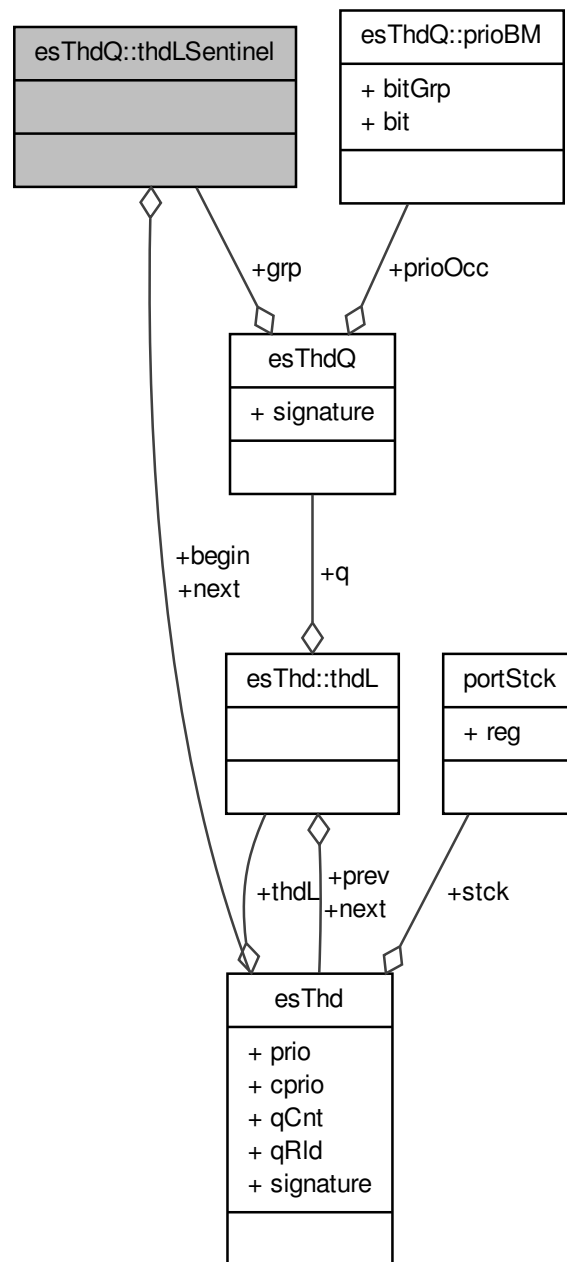 esThdQ::thdLSentinel
esThdQ::prioBM
+ bitGrp
+ bit
+grp
+prioOcc
esThdQ
+ signature
+begin
+next
+q
esThd::thdL
portStck
+ reg
+thdL
+prev
+next
+stck
esThd
+ prio
+ cprio
+ qCnt
+ qRld
+ signature